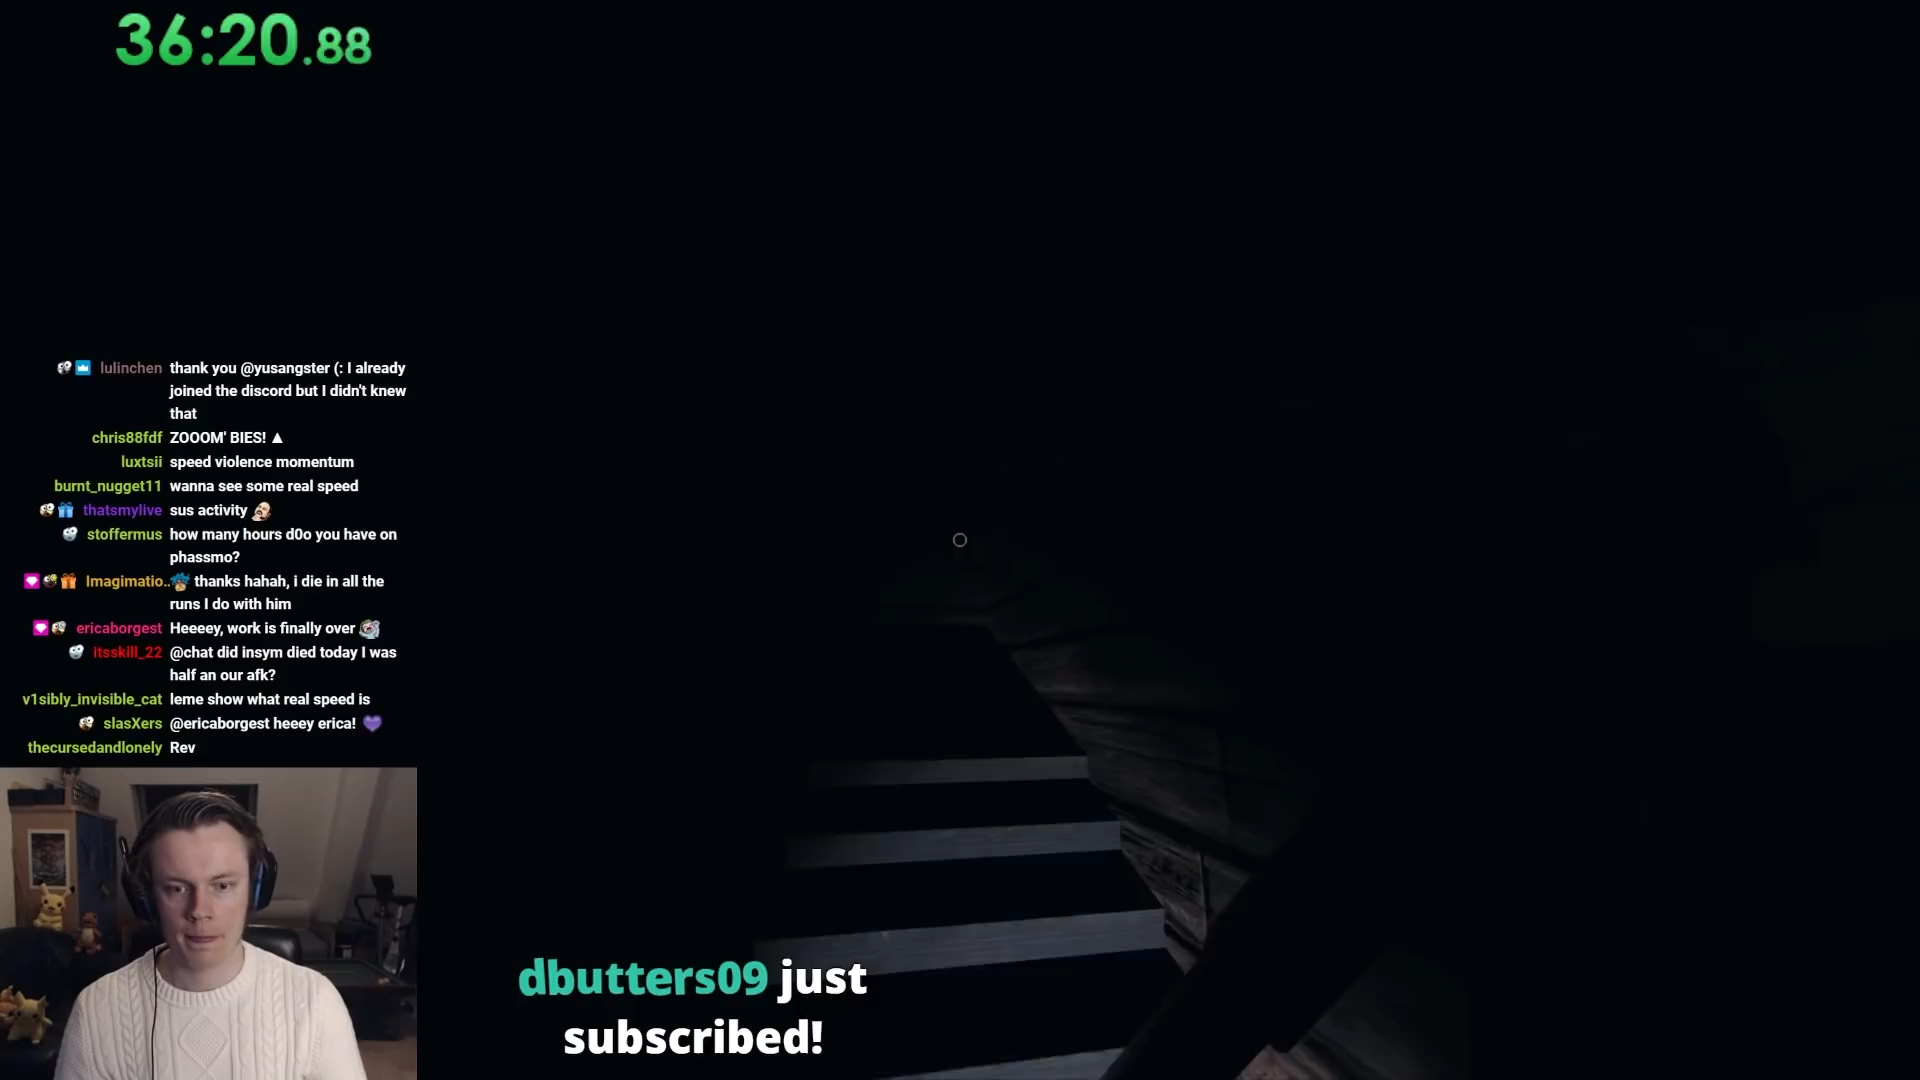 36:20.88
lulinchen thank you @yusangster (: I already
joined the discord but I didn't knew
that
chris88fdf ZOOOM' BIES! ▲
luxtsii speed violence momentum
burnt_nugget11 wanna see some real speed
thatsmylive sus activity
stoffermus how many hours d0o you have on
phassmo?
Imagimatio.. thanks hahah, i die in all the
runs I do with him
ericaborgest Heeeey, work is finally over
itsskill_22 @chat did insym died today I was
half an our afk?
v1sibly_invisible_cat leme show what real speed is
slasXers @ericaborgest heeey erica! 💜
thecursedandlonely Rev
dbutters09 just
subscribed!